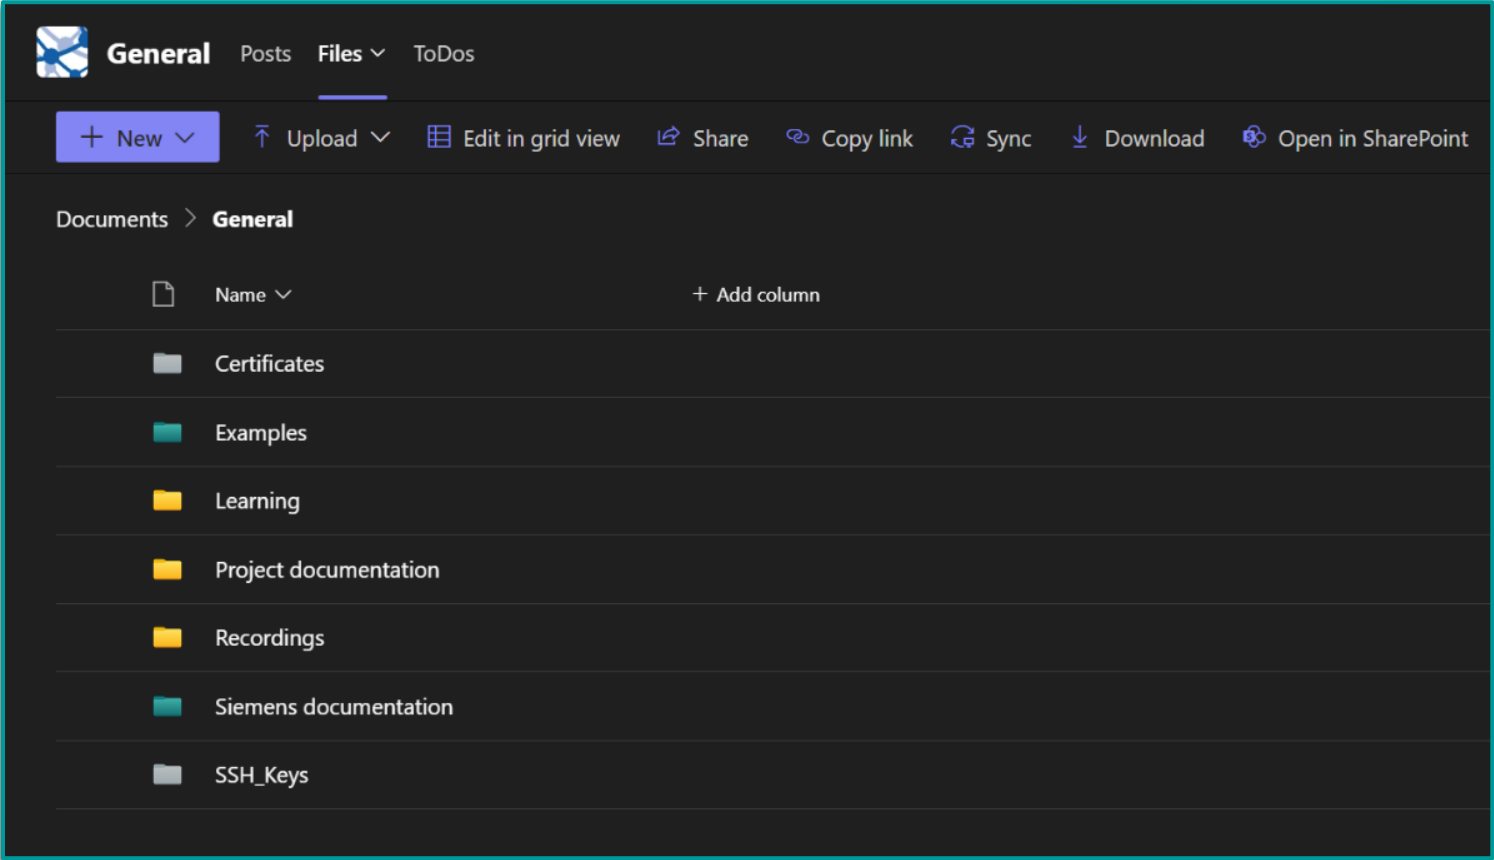 General Posts Files ToDos
New Upload Edit in grid view Share Copy link Sync Download Open in SharePoint
Documents > General
Name + Add column
Certificates
Examples
Learning
Project documentation
Recordings
Siemens documentation
SSH_Keys